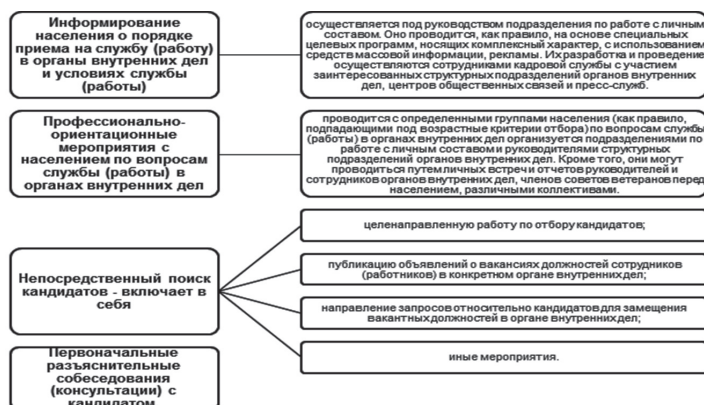 Информирование
населения о порядке
приема на службу (работу)
в органы внутренних дел
и условиях службы
(работы)
осуществляется под руководством подразделения по работе с личным
составом. Оно проводится, как правило, на основе специальных
целевых программ, носящих комплексный характер, с использованием
средств массовой информации, рекламы. Их разработка и проведение
осуществляются сотрудниками кадровой службы с участием
заинтересованных структурных подразделений органов внутренних
дел, центров общественных связей и пресс-служб.
Профессионально-
ориентационные
мероприятия с
населением по вопросам
службы (работы) в
органах внутренних дел
проводится с определенными группами населения (как правило,
подпадающими под возрастные критерии отбора) по вопросам службы
(работы) в органах внутренних дел организуется подразделениями по
работе с личным составом и руководителями структурных
подразделений органов внутренних дел. Кроме того, они могут
проводиться путем личных встреч и отчетов руководителей и
сотрудников органов внутренних дел, членов советов ветеранов перед
населением, различными коллективами.
Непосредственный поиск
кандидатов - включает в
себя
целенаправленную работу по отбору кандидатов;
публикацию объявлений о вакансиях должностей сотрудников
(работников) в конкретном органе внутренних дел;
направление запросов относительно кандидатов для замещения
вакантных должностей в органе внутренних дел;
иные мероприятия.
Первоначальные
разъяснительные
собеседования
(консультации) с
кандидатом